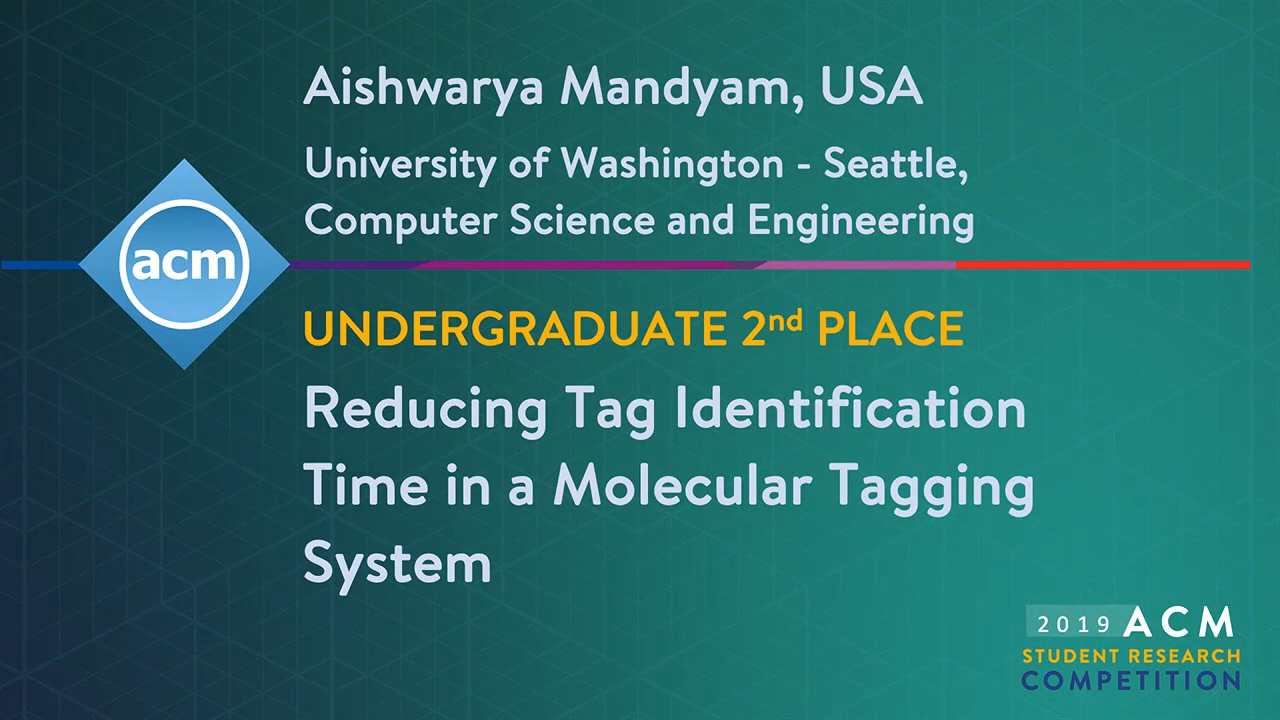 Aishwarya Mandyam, USA
University of Washington - Seattle,
Computer Science and Engineering
acm
UNDERGRADUATE 2nd PLACE
Reducing Tag Identification
Time in a Molecular Tagging
System
2019 ACM
STUDENT RESEARCH
COMPETITION